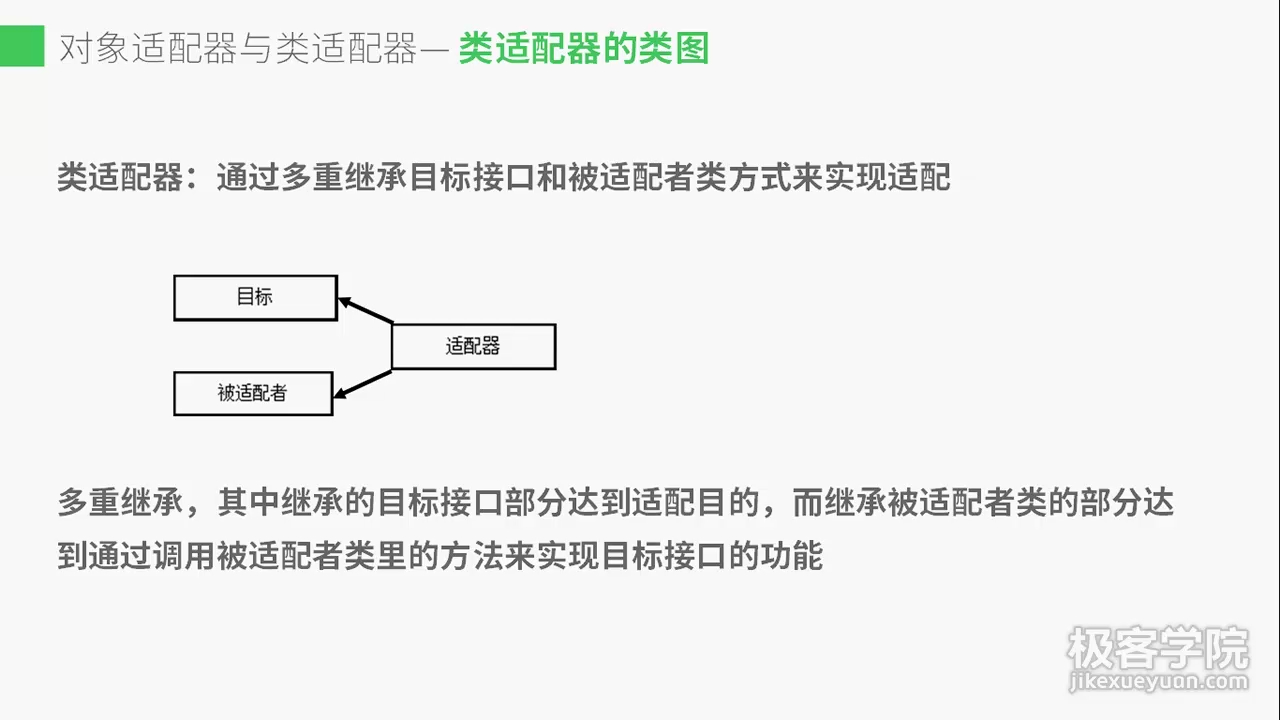 对象适配器与类适配器— 类适配器的类图
类适配器：通过多重继承目标接口和被适配者类方式来实现适配
目标
适配器
被适配者
多重继承，其中继承的目标接口部分达到适配目的，而继承被适配者类的部分达
到通过调用被适配者类里的方法来实现目标接口的功能
极客学院
jikexueyuan.com